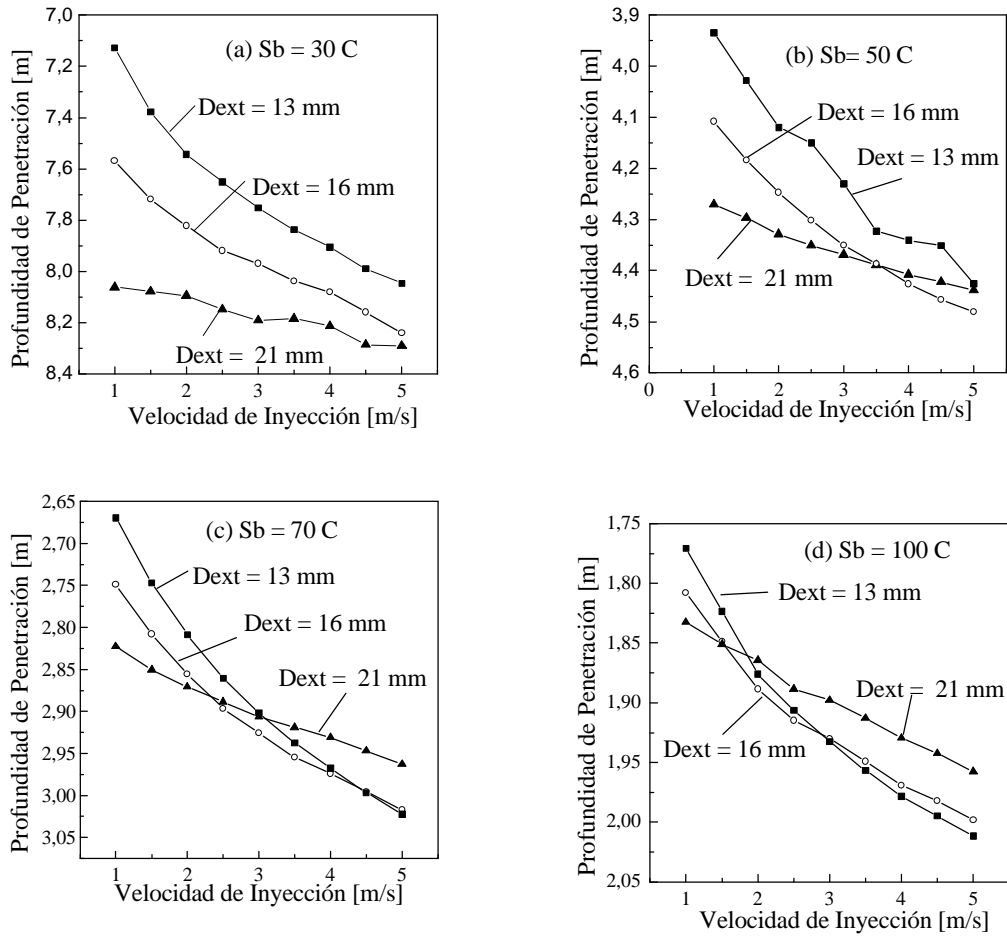 Profundidad de Penetración [m]
7,0
7,2
7,4
7,6
7,8
8,0
8,2
8,4
(a) Sb = 30 C
Dext = 13 mm
Dext = 16 mm
Dext = 21 mm
1 2 3 4 5
Velocidad de Inyección [m/s]
Profundidad de Penetración [m]
3,9
4,0
4,1
4,2
4,3
4,4
4,5
4,6
(b) Sb= 50 C
Dext = 16 mm
Dext = 13 mm
Dext = 21 mm
0 1 2 3 4 5
Velocidad de Inyección [m/s]
Profundidad de Penetración [m]
2,65
2,70
2,75
2,80
2,85
2,90
2,95
3,00
3,05
(c) Sb = 70 C
Dext = 13 mm
Dext = 16 mm
Dext = 21 mm
1 2 3 4 5
Velocidad de Inyección [m/s]
Profundidad de Penetración [m]
1,75
1,80
1,85
1,90
1,95
2,00
2,05
(d) Sb = 100 C
Dext = 13 mm
Dext = 21 mm
Dext = 16 mm
1 2 3 4 5
Velocidad de Inyección [m/s]